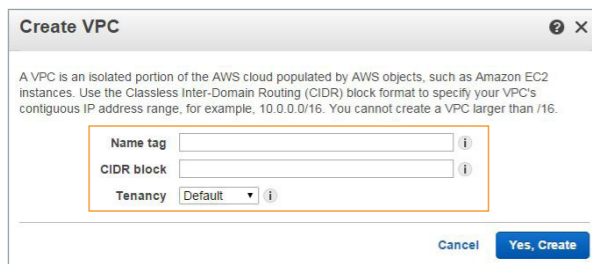 Create VPC
A VPC is an isolated portion of the AWS cloud populated by AWS objects, such as Amazon EC2
instances. Use the Classless Inter-Domain Routing (CIDR) block format to specify your VPC's
contiguous IP address range, for example, 10.0.0.0/16. You cannot create a VPC larger than /16.
Name tag
CIDR block
Tenancy Default
Cancel Yes, Create